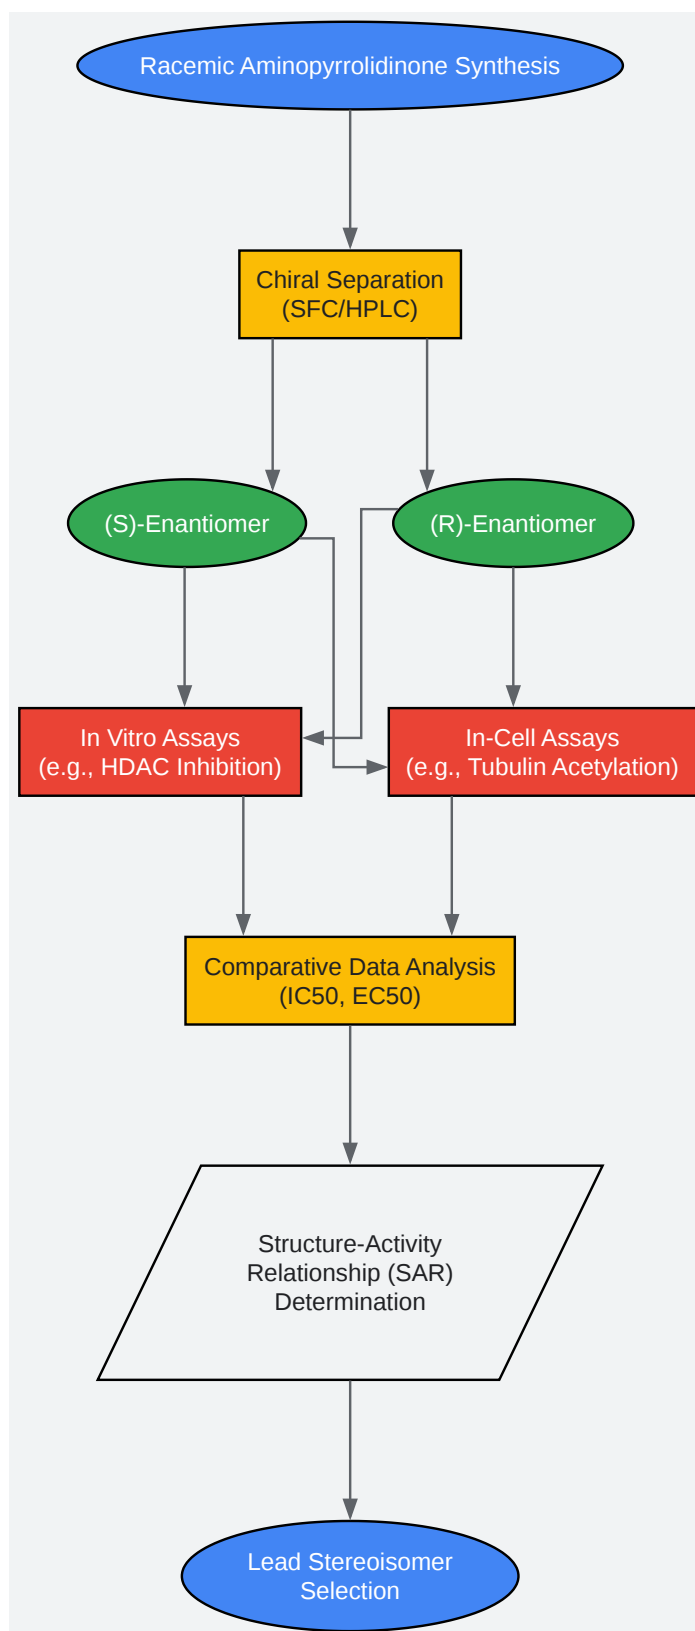 Racemic Aminopyrrolidinone Synthesis
Chiral Separation
(SFC/HPLC)
(S)-Enantiomer
(R)-Enantiomer
In Vitro Assays
(e.g., HDAC Inhibition)
In-Cell Assays
(e.g., Tubulin Acetylation)
Comparative Data Analysis
(IC50, EC50)
Structure-Activity
Relationship (SAR)
Determination
Lead Stereoisomer
Selection